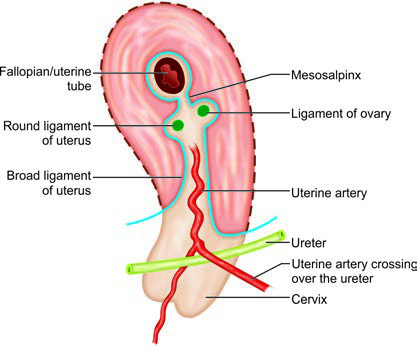 Fallopian/uterine
tube
Round ligament
of uterus
Broad ligament
of uterus
Mesosalpinx
Ligament of ovary
Uterine artery
Ureter
Uterine artery crossing
over the ureter
Cervix